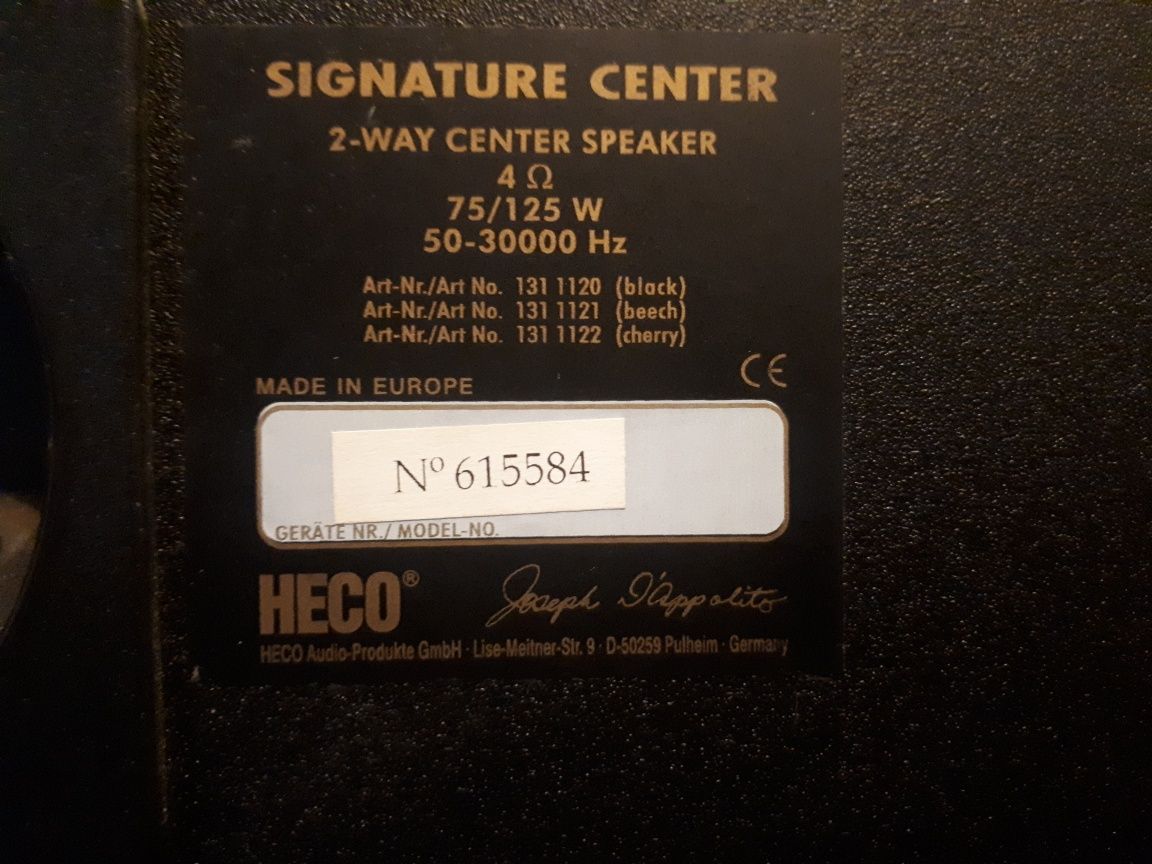 SIGNATURE CENTER
2-WAY CENTER SPEAKER
4 Ω
75/125 W
50-30000 Hz
Art-Nr./Art No. 131 1120 (black)
Art-Nr./Art No. 131 1121 (beech)
Art-Nr./Art No. 131 1122 (cherry)
CE
MADE IN EUROPE
Nº 615584
GERÄTE NR./ MODEL-NO.
HECO® Joseph D'Appolito
HECO Audio-Produkte GmbH · Lise-Meitner-Str. 9 · D-50259 Pulheim · Germany